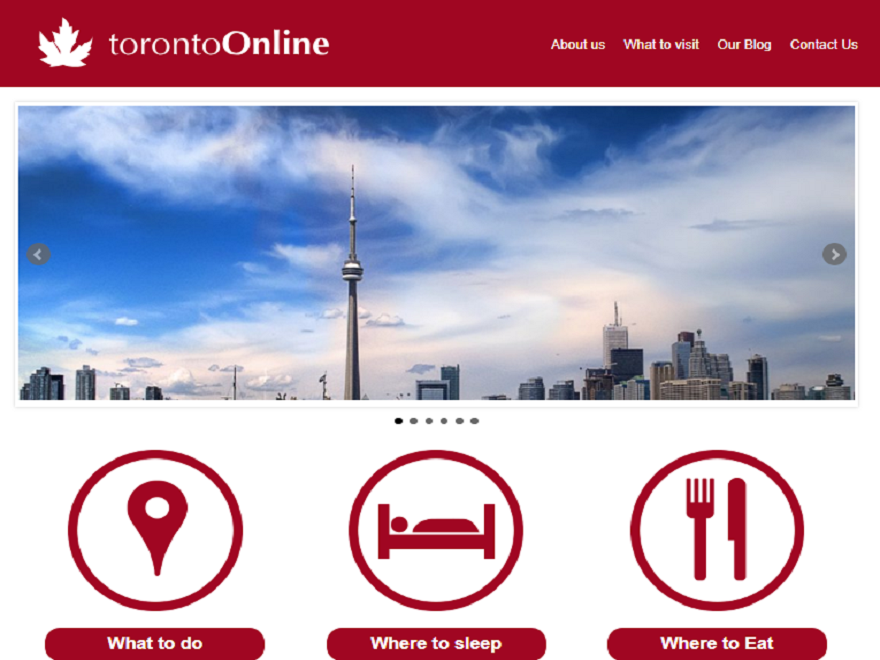 torontoOnline
About us What to visit Our Blog Contact Us
What to do Where to sleep Where to Eat